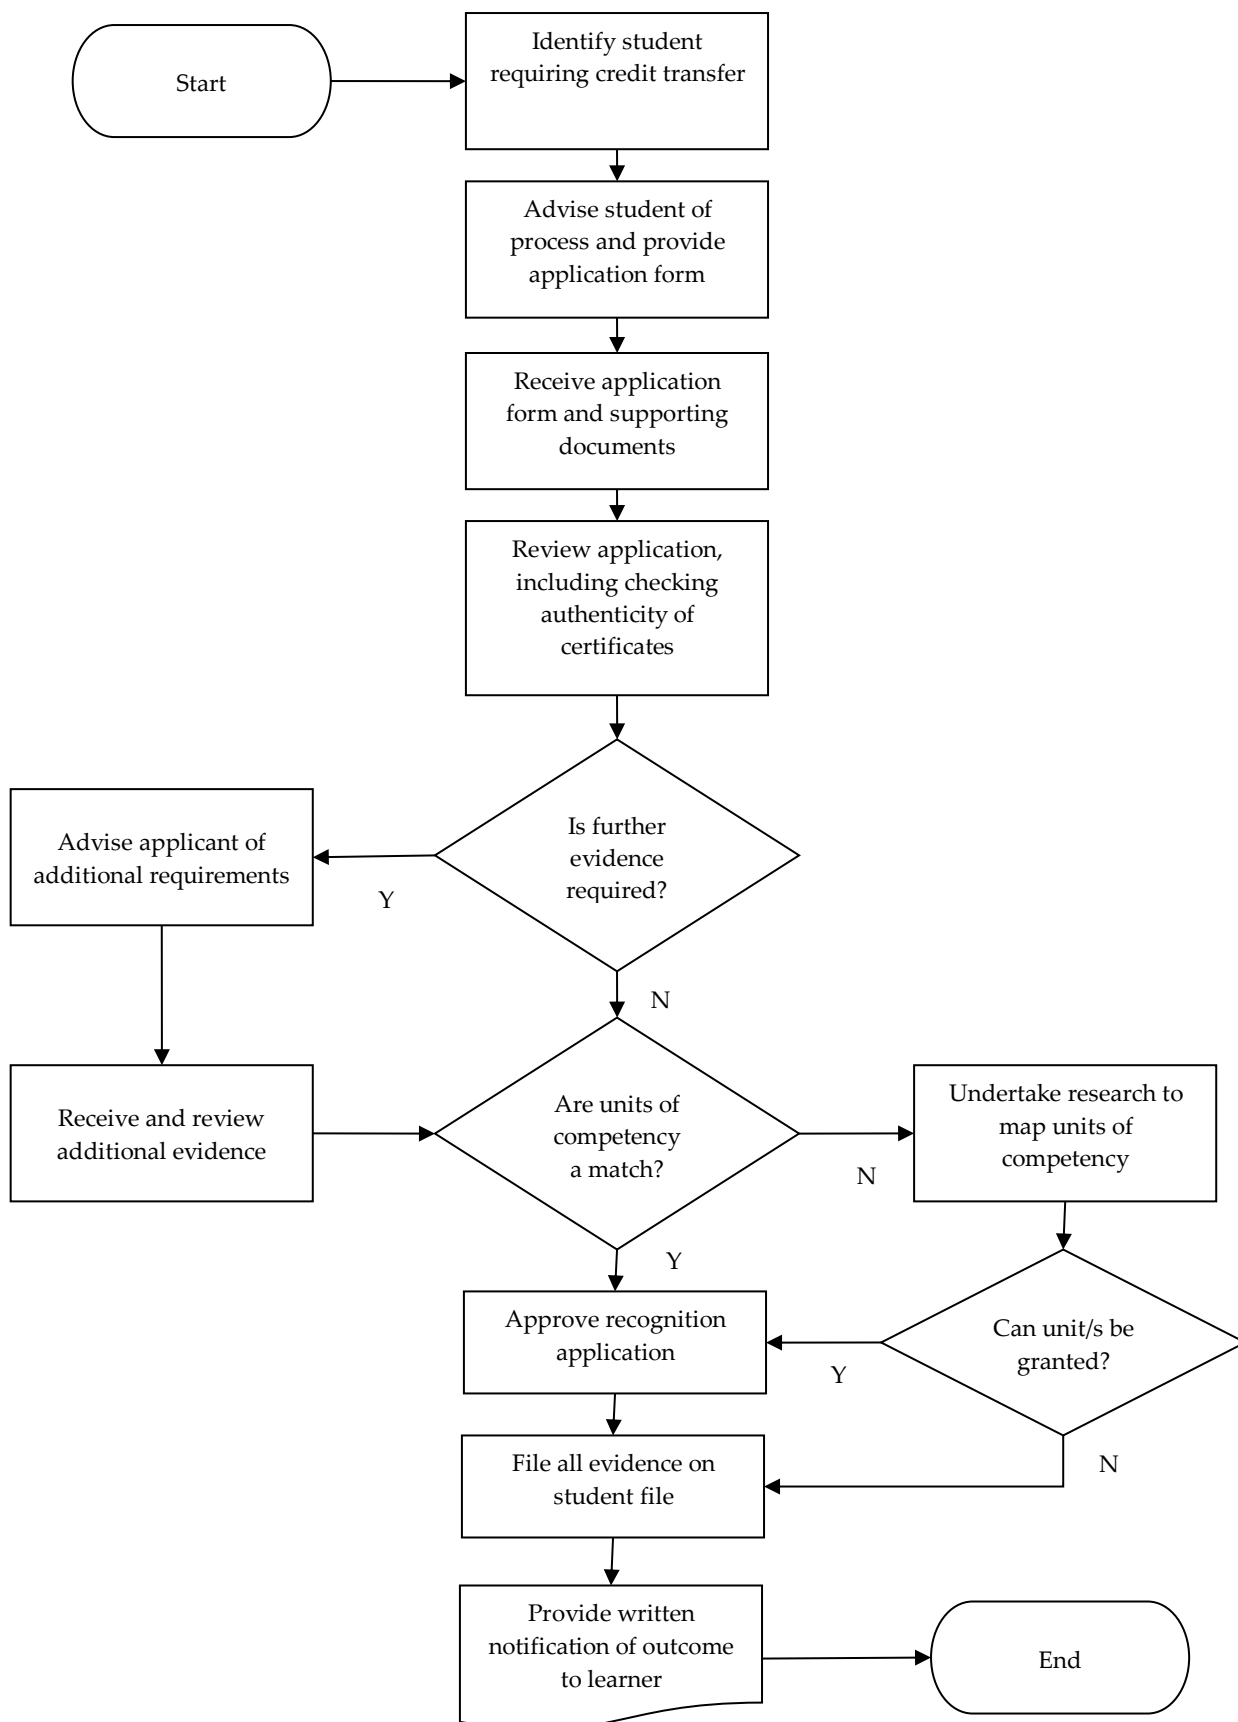 Start
Identify student
requiring credit transfer
Advise student of
process and provide
application form
Receive application
form and supporting
documents
Review application,
including checking
authenticity of
certificates
Is further
evidence
required?
Y
N
Advise applicant of
additional requirements
Receive and review
additional evidence
Are units of
competency
a match?
N
Y
Undertake research to
map units of
competency
Can unit/s be
granted?
Y
N
Approve recognition
application
File all evidence on
student file
Provide written
notification of outcome
to learner
End